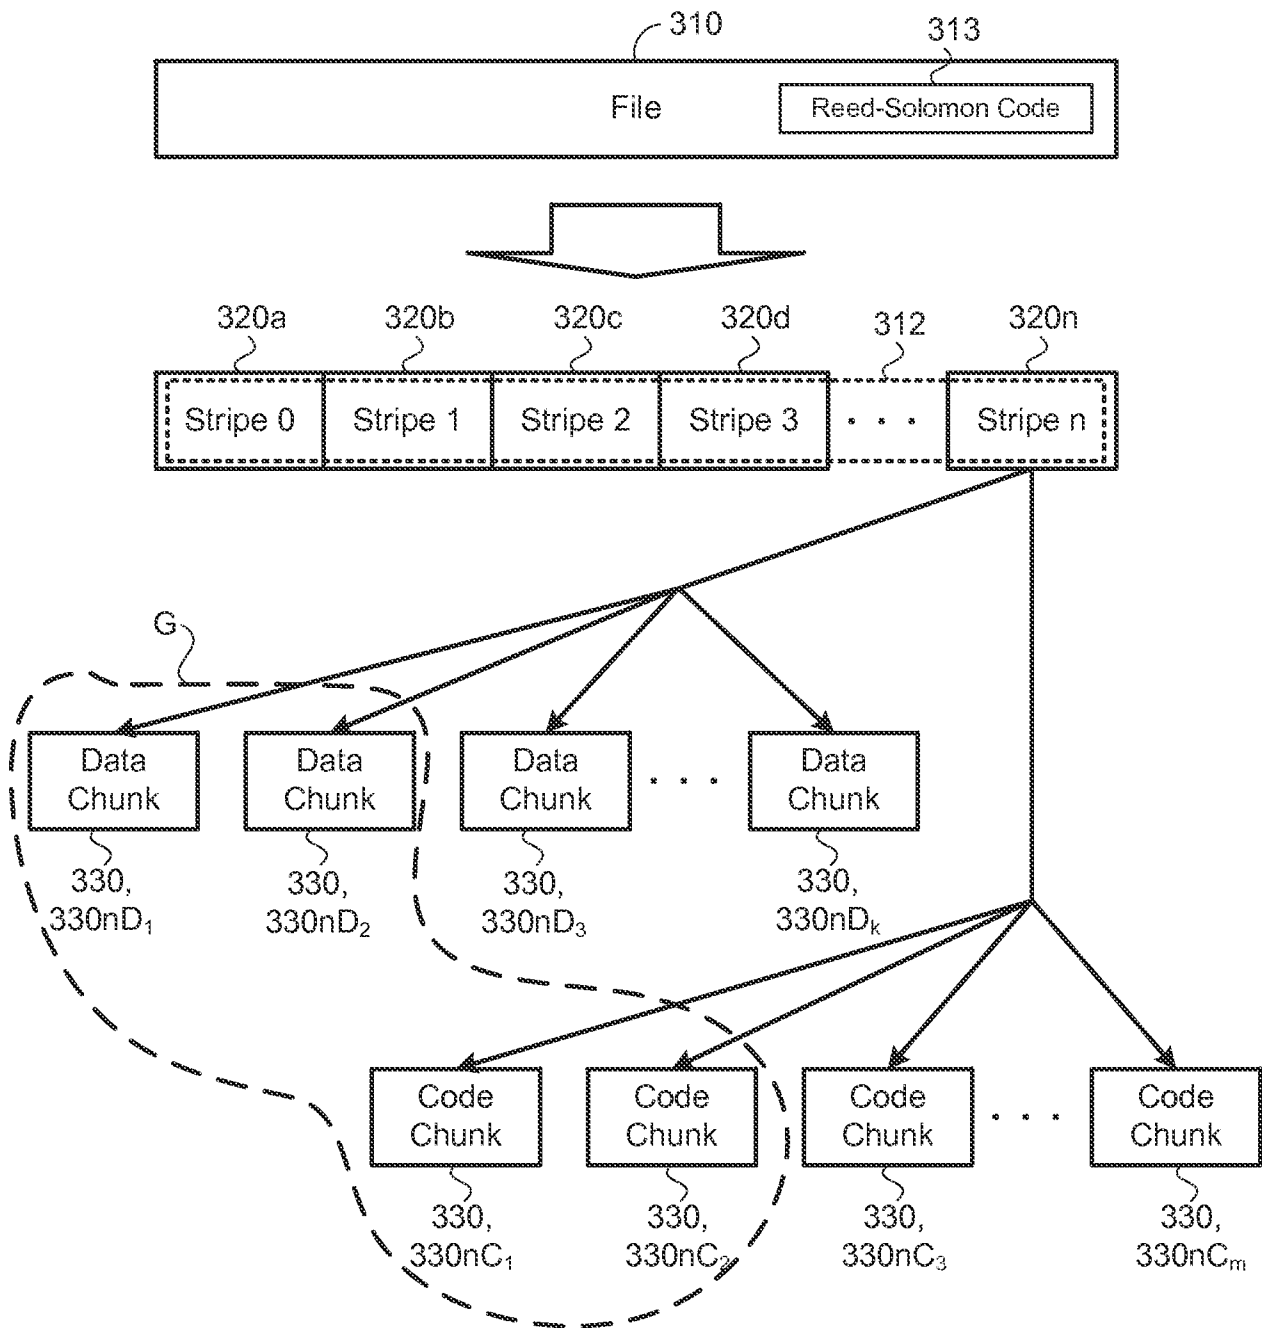 310
313
File
Reed-Solomon Code
320a
320b
320c
320d
312
320n
Stripe 0
Stripe 1
Stripe 2
Stripe 3
. . .
Stripe n
G
Data
Chunk
Data
Chunk
Data
Chunk
. . .
Data
Chunk
330,
330nD₁
330,
330nD₂
330,
330nD₃
330,
330nDₖ
Code
Chunk
Code
Chunk
Code
Chunk
. . .
Code
Chunk
330,
330nC₁
330,
330nC₂
330,
330nC₃
330,
330nCₘ